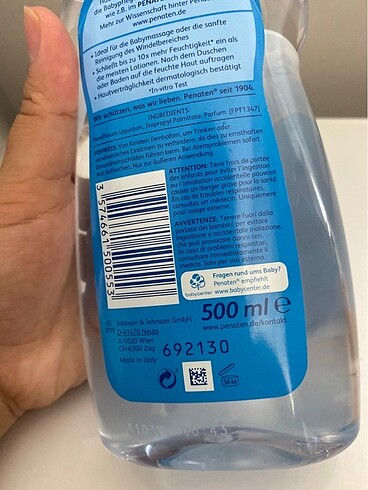 die Babypflege
wie z.B. im PENATEN
Mehr zur Wissenschaft hinter Penaten
www.penaten.de
• Ideal für die Babymassage oder die sanfte
Reinigung des Windelbereiches
• Schließt bis zu 10x mehr Feuchtigkeit* ein als
die meisten Lotionen. Nach dem Duschen
oder Baden auf die feuchte Haut auftragen
• Hautverträglichkeit dermatologisch bestätigt
*In-vitro Test
Wir schützen, was wir lieben. Penaten® seit 1904.
INGREDIENTS:
Paraffinum Liquidum, Isopropyl Palmitate, Parfum. [FPT1347]
HINWEIS: Von Kindern fernhalten, um Trinken oder
versehentliches Einatmen zu verhindern, da dies zu ernsthaften
Gesundheitsschäden führen kann. Bei Atemproblemen sofort
Arzt aufsuchen. Nur zur äußeren Anwendung.
ATTENTION: Tenir hors de portée
des enfants pour éviter l'ingestion
ou l'inhalation accidentelle pouvant
causer un danger grave pour la santé.
En cas de troubles respiratoires,
consultez un médecin. Uniquement
pour usage externe.
AVVERTENZE: Tenere fuori dalla
portata dei bambini per evitare
ingestione o inalazione accidentale,
che può provocare danni seri.
In caso di problemi respiratori,
consultare immediatamente il
medico. Solo per uso esterno.
3 574661 500553
babycenter
Fragen rund ums Baby?
Penaten® empfiehlt
www.babycenter.de
500 ml e
www.penaten.de/kontakt
© Johnson & Johnson GmbH
D-41470 Neuss
A-1020 Wien
CH-6300 Zug
Made in Italy
692130